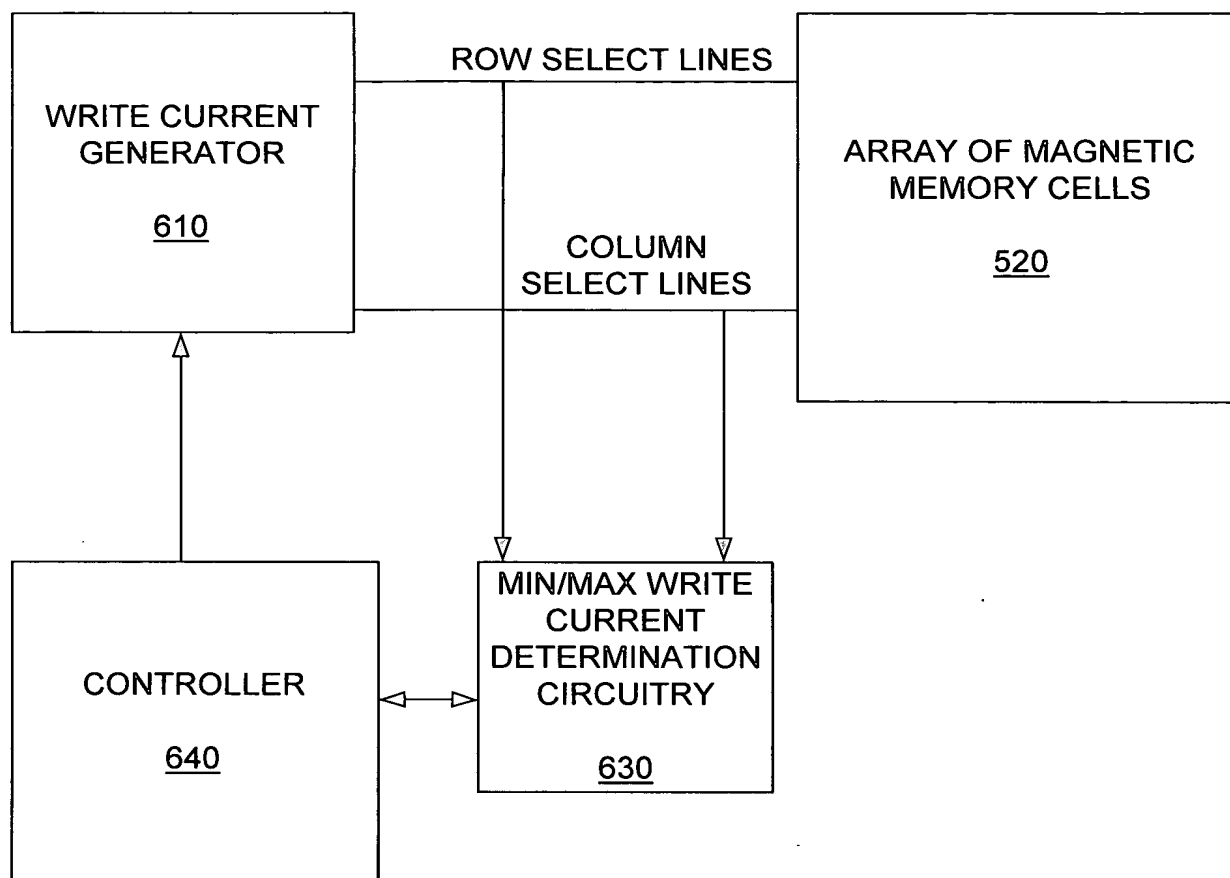 WRITE CURRENT
GENERATOR
610
ROW SELECT LINES
COLUMN
SELECT LINES
ARRAY OF MAGNETIC
MEMORY CELLS
520
CONTROLLER
640
MIN/MAX WRITE
CURRENT
DETERMINATION
CIRCUITRY
630